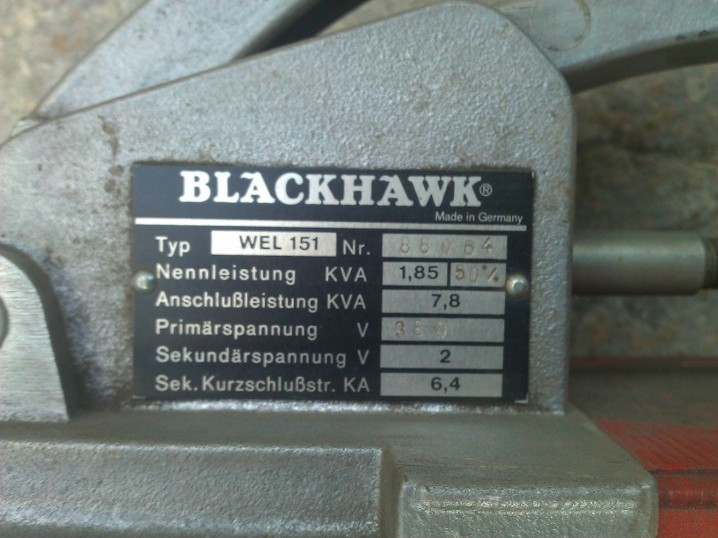 BLACKHAWK®
Made in Germany
Typ WEL 151 Nr.
Nennleistung KVA 1,85 50%
Anschlußleistung KVA 7,8
Primärspannung V 380
Sekundärspannung V 2
Sek. Kurzschlußstr. KA 6,4